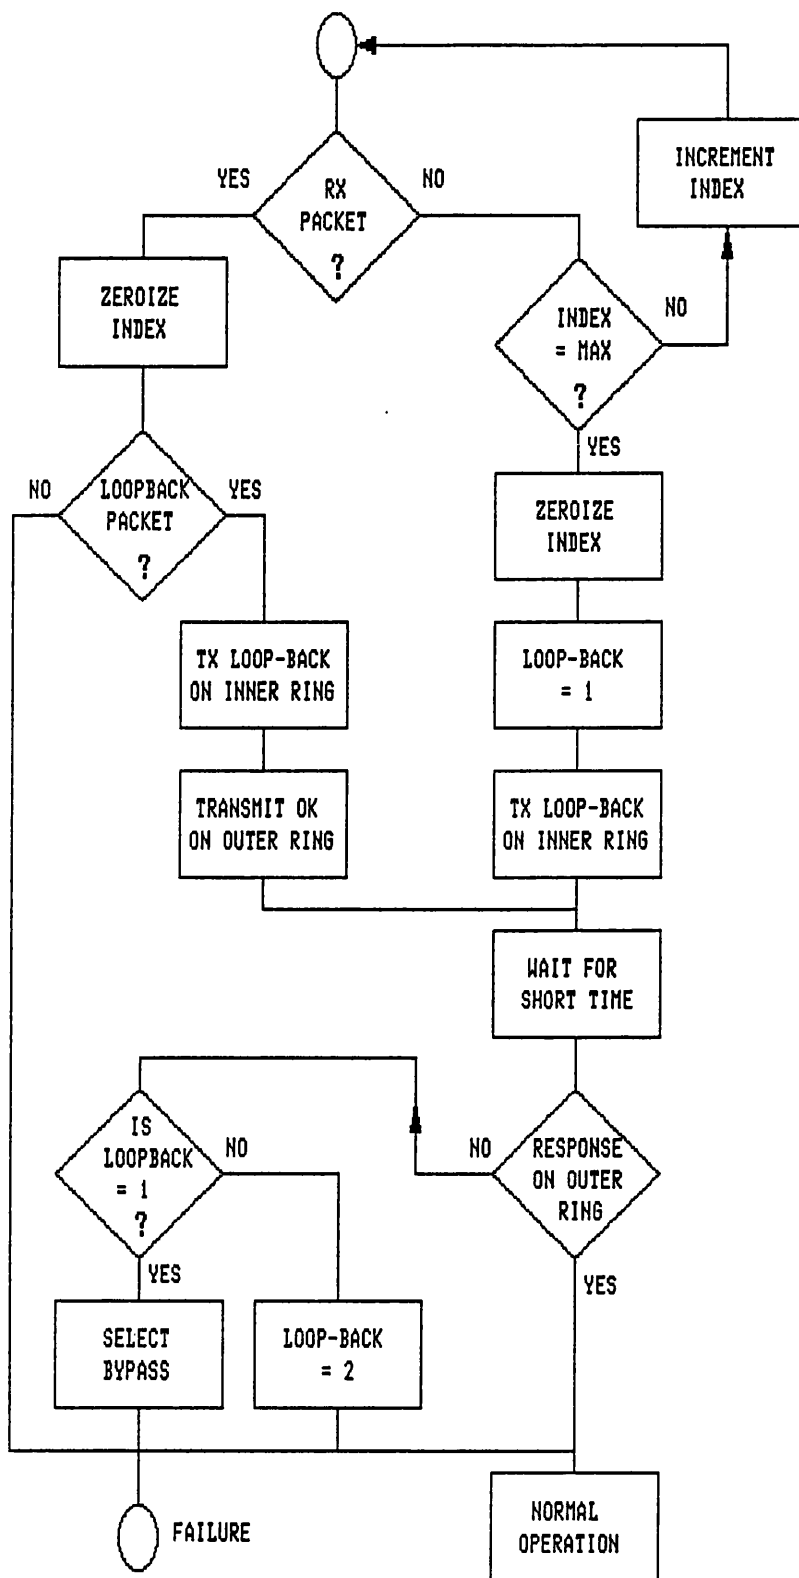 YES
RX
PACKET
?
NO
INCREMENT
INDEX
ZEROIZE
INDEX
INDEX
= MAX
?
NO
YES
NO
LOOPBACK
PACKET
?
YES
ZEROIZE
INDEX
TX LOOP-BACK
ON INNER RING
LOOP-BACK
= 1
TRANSMIT OK
ON OUTER RING
TX LOOP-BACK
ON INNER RING
WAIT FOR
SHORT TIME
IS
LOOPBACK
= 1
?
NO
NO
RESPONSE
ON OUTER
RING
YES
YES
SELECT
BYPASS
LOOP-BACK
= 2
FAILURE
NORMAL
OPERATION